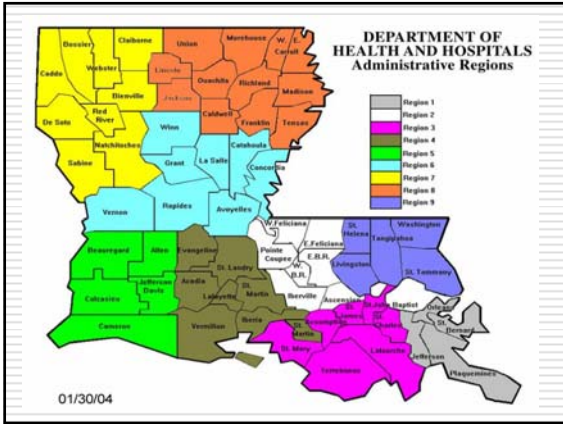 DEPARTMENT OF
HEALTH AND HOSPITALS
Administrative Regions
Region 1
Region 2
Region 3
Region 4
Region 5
Region 6
Region 7
Region 8
Region 9
Caddo
Bossier
Webster
Claiborne
Union
Morehouse
W. Carroll
E. Carroll
Lincoln
Ouachita
Richland
Madison
Bienville
Jackson
Caldwell
Franklin
Tensas
De Soto
Red River
Winn
Natchitoches
Sabine
Grant
La Salle
Catahoula
Concordia
Vernon
Rapides
Avoyelles
W.Feliciana
E.Feliciana
St. Helena
Tangipahoa
Washington
Beauregard
Allen
Evangeline
St. Landry
Pointe Coupee
W. B.R.
E.B.R.
Livingston
St. Tammany
Calcasieu
Jefferson Davis
Acadia
Lafayette
St. Martin
Iberville
Ascension
St.John Baptist
Orleans
Cameron
Vermilion
Iberia
St. Martin
Assumption
St. James
St. Charles
St. Bernard
St. Mary
Terrebonne
Lafourche
Jefferson
Plaquemines
01/30/04